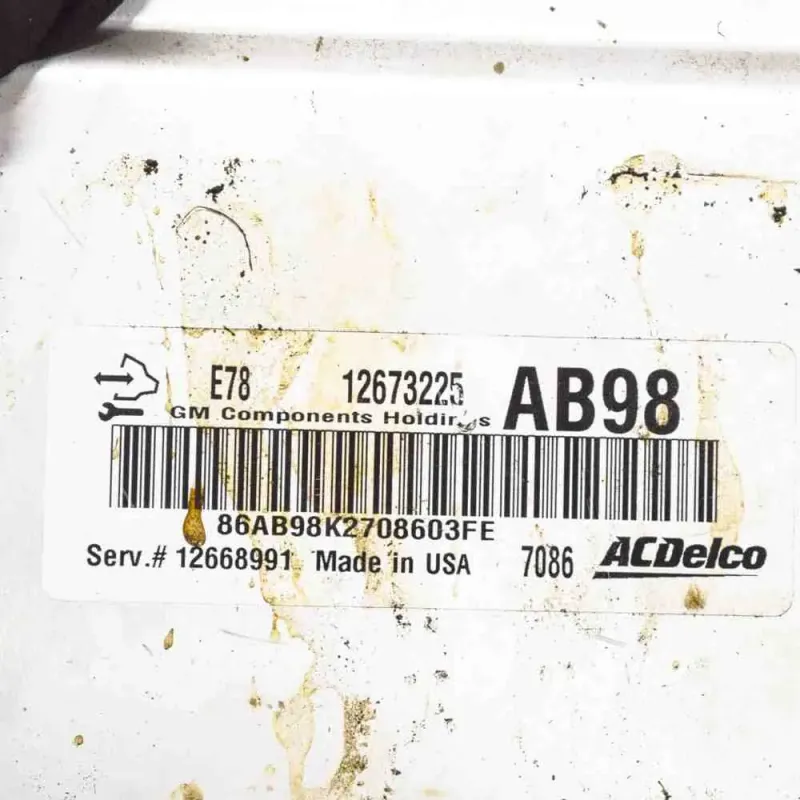 E78 12673225 AB98
GM Components Holdings
86AB98K2708603FE
Serv.# 12668991 Made in USA 7086 ACDelco